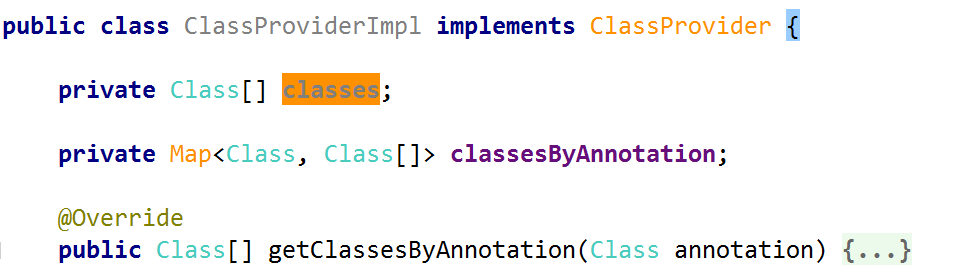 public class ClassProviderImpl implements ClassProvider {
private Class[] classes;
private Map<Class, Class[]> classesByAnnotation;
@Override
public Class[] getClassesByAnnotation(Class annotation) {...}